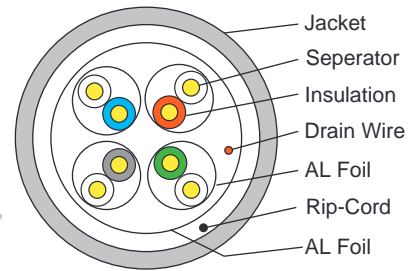 Jacket
Seperator
Insulation
Drain Wire
AL Foil
Rip-Cord
AL Foil